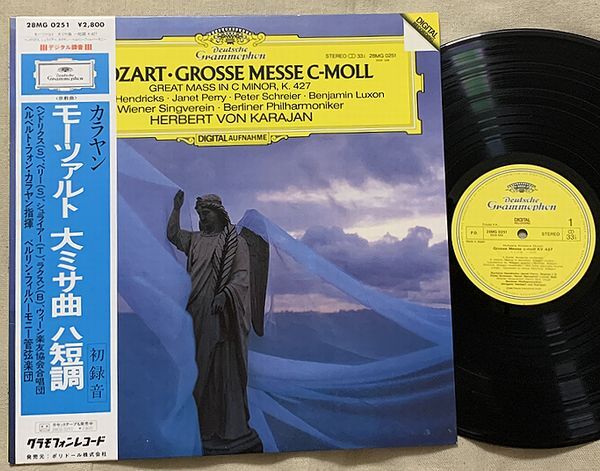 28MG 0251 ¥2,800
デジタル録音
カラヤン
モーツァルト 大ミサ曲 ハ短調
初録音
ヘンドリクス(S)、ペリー(S)、シュライアー(T)、ラクスン(B)、ウィーン楽友協会合唱団
ヘルベルト・フォン・カラヤン指揮 ベルリン・フィルハーモニー管弦楽団
グラモフォンレコード
発売元:ポリドール株式会社
Deutsche
Grammophon
DIGITAL
STEREO CD 33⅓ 28MG 0251
OZART · GROSSE MESSE C-MOLL
GREAT MASS IN C MINOR, K. 427
Hendricks · Janet Perry · Peter Schreier · Benjamin Luxon
Wiener Singverein · Berliner Philharmoniker
HERBERT VON KARAJAN
DIGITAL AUFNAHME
Deutsche
Grammophon
DIGITAL
28MG 0251
STEREO
1
33⅓
Grosse Messe c-moll KV 427